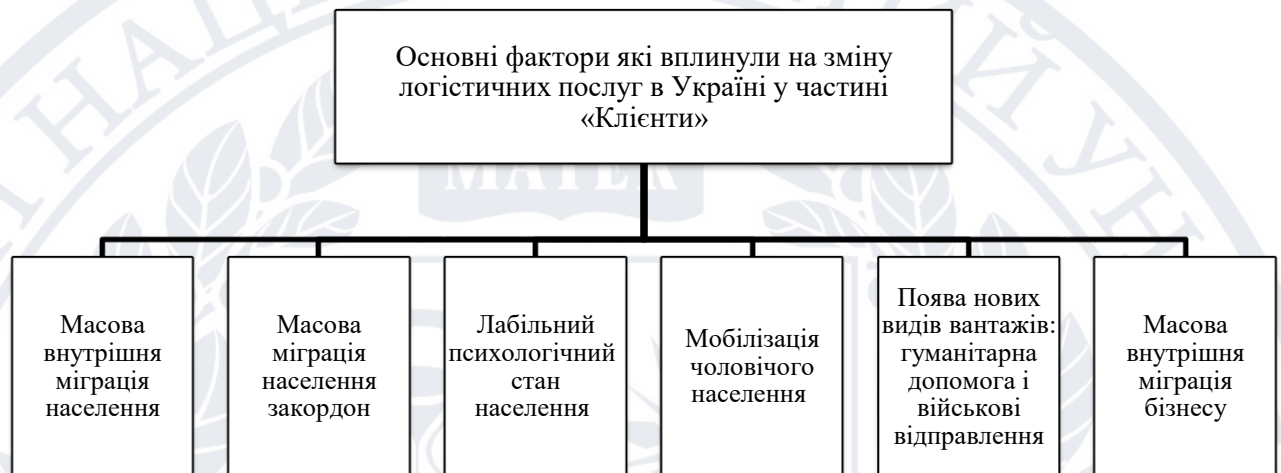 Основні фактори які вплинули на зміну
логістичних послуг в Україні у частині
«Клієнти»
Масова
внутрішня
міграція
населення
Масова
міграція
населення
закордон
Лабільний
психологічний
стан
населення
Мобілізація
чоловічого
населення
Поява нових
видів вантажів:
гуманітарна
допомога і
військові
відправлення
Масова
внутрішня
міграція
бізнесу